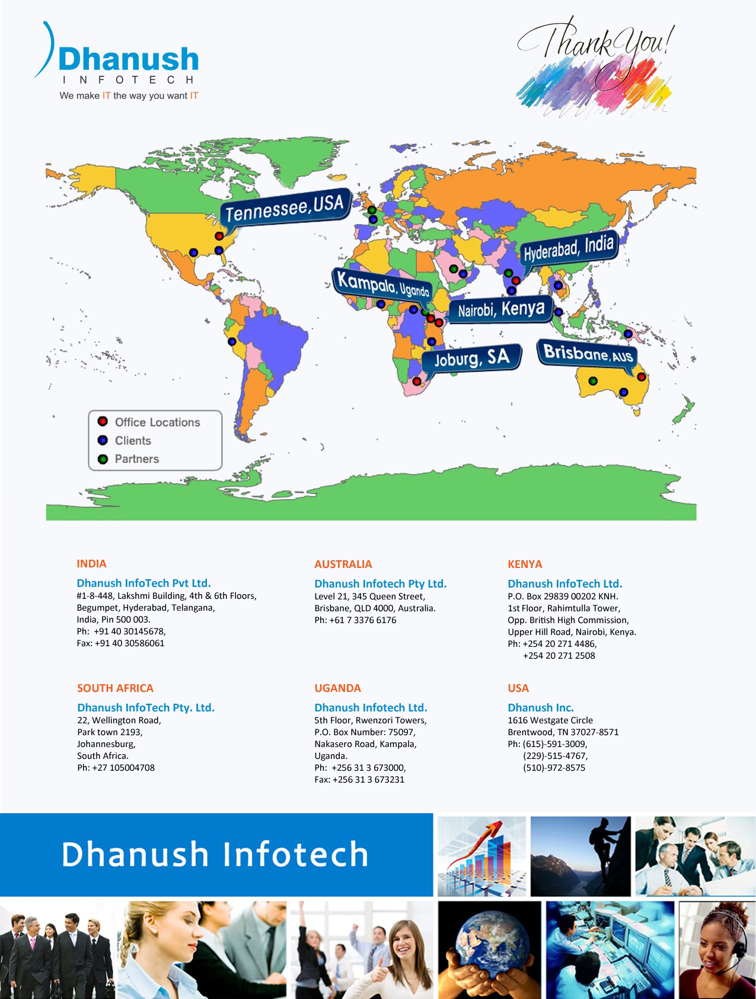 Dhanush
INFOTECH
We make IT the way you want IT
Thank You!
Tennessee, USA
Hyderabad, India
Kampala, Uganda
Nairobi, Kenya
Joburg, SA
Brisbane, AUS
Office Locations
Clients
Partners
INDIA
Dhanush InfoTech Pvt Ltd.
#1-8-448, Lakshmi Building, 4th & 6th Floors,
Begumpet, Hyderabad, Telangana,
India, Pin 500 003.
Ph:  +91 40 30145678,
Fax: +91 40 30586061
AUSTRALIA
Dhanush Infotech Pty Ltd.
Level 21, 345 Queen Street,
Brisbane, QLD 4000, Australia.
Ph: +61 7 3376 6176
KENYA
Dhanush InfoTech Ltd.
P.O. Box 29839 00202 KNH.
1st Floor, Rahimtulla Tower,
Opp. British High Commission,
Upper Hill Road, Nairobi, Kenya.
Ph: +254 20 271 4486,
+254 20 271 2508
SOUTH AFRICA
Dhanush InfoTech Pty. Ltd.
22, Wellington Road,
Park town 2193,
Johannesburg,
South Africa.
Ph: +27 105004708
UGANDA
Dhanush Infotech Ltd.
5th Floor, Rwenzori Towers,
P.O. Box Number: 75097,
Nakasero Road, Kampala,
Uganda.
Ph:  +256 31 3 673000,
Fax: +256 31 3 673231
USA
Dhanush Inc.
1616 Westgate Circle
Brentwood, TN 37027-8571
Ph: (615)-591-3009,
(229)-515-4767,
(510)-972-8575
Dhanush Infotech